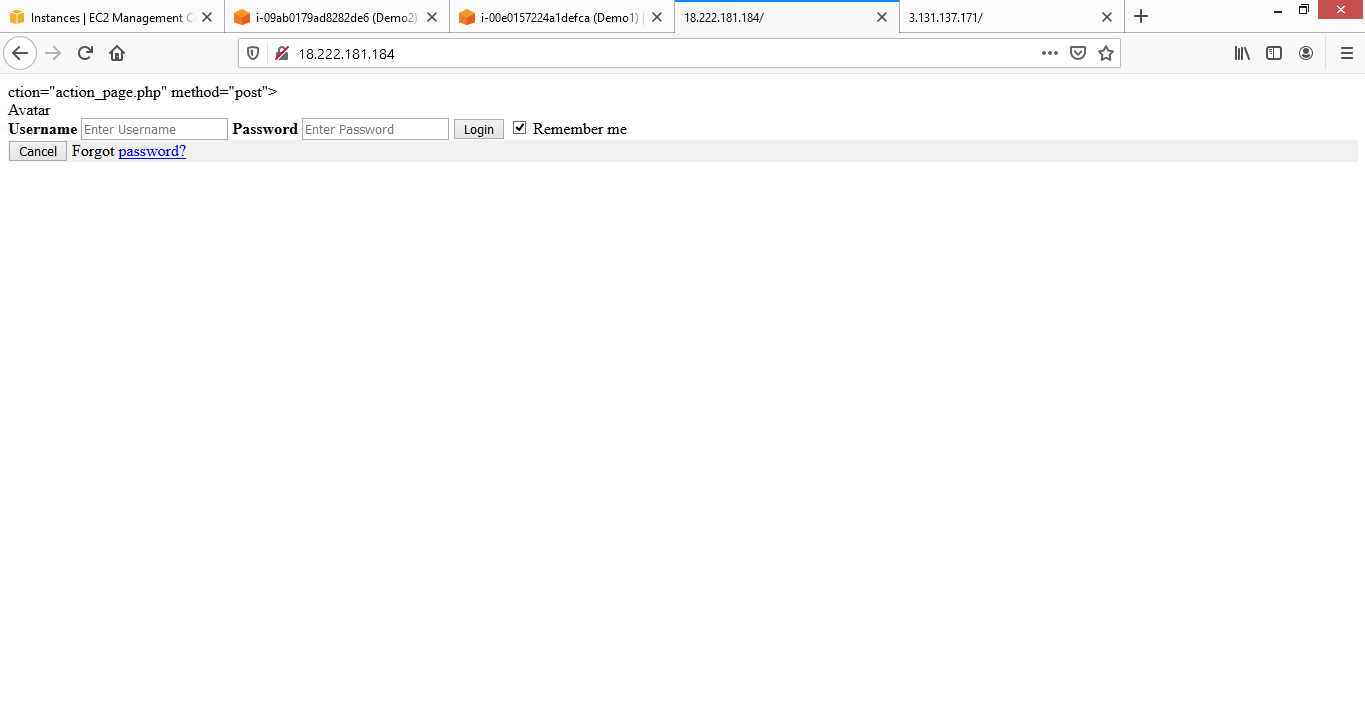 Instances | EC2 Management C
i-09ab0179ad8282de6 (Demo2)
i-00e0157224a1defca (Demo1) |
18.222.181.184/
3.131.137.171/
18.222.181.184
ction="action_page.php" method="post">
Avatar
Username Enter Username Password Enter Password Login Remember me
Cancel Forgot password?